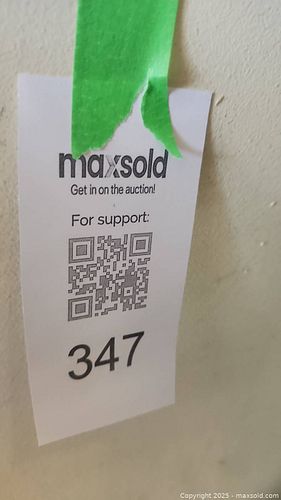 maxsold
Get in on the auction!
For support:
347
Copyright 2025 - maxsold.com